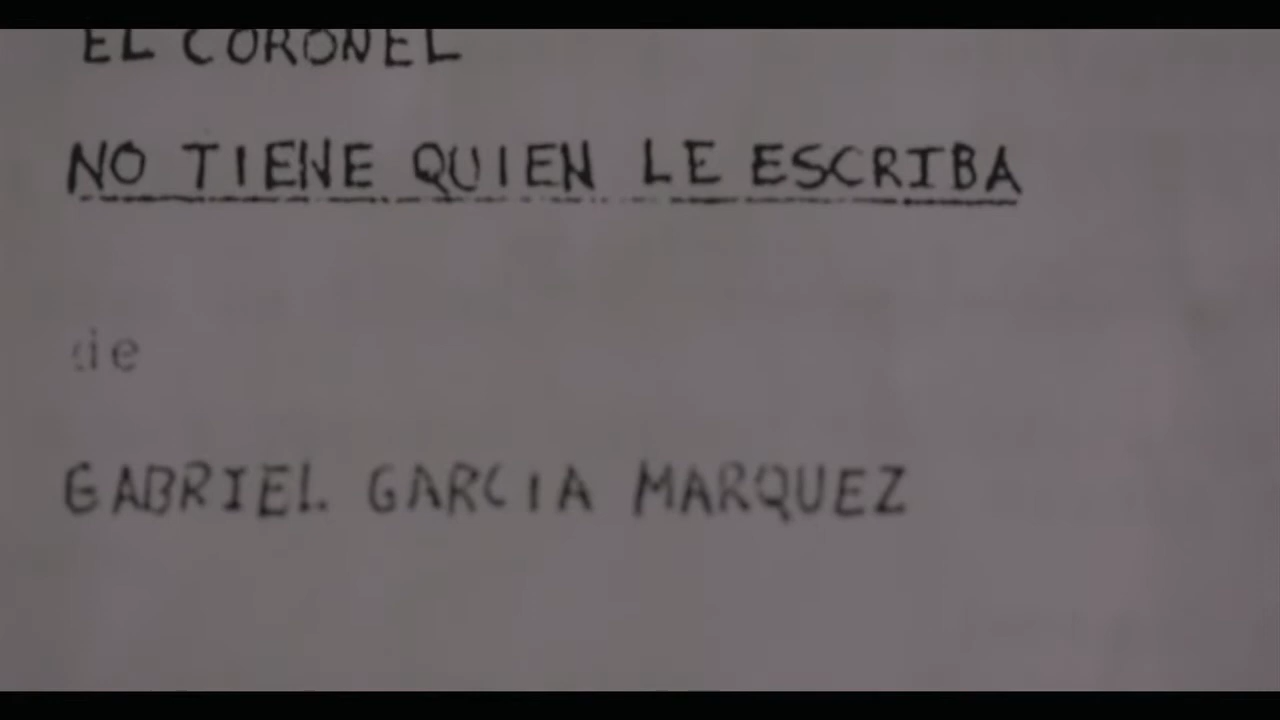 EL CORONEL
NO TIENE QUIEN LE ESCRIBA
de
GABRIEL GARCIA MARQUEZ